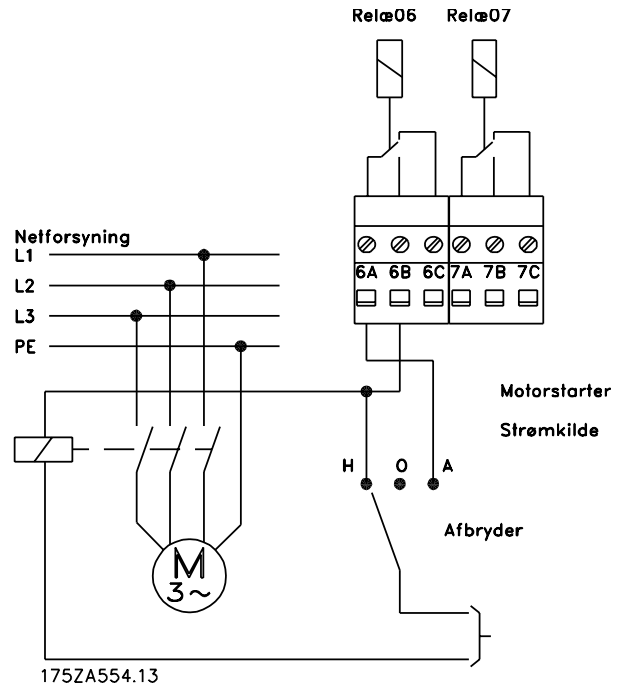 Relæ06 Relæ07
Netforsyning
L1
L2
L3
PE
6A 6B 6C 7A 7B 7C
Motorstarter
Strømkilde
H O A
Afbryder
M
3~
175ZA554.13